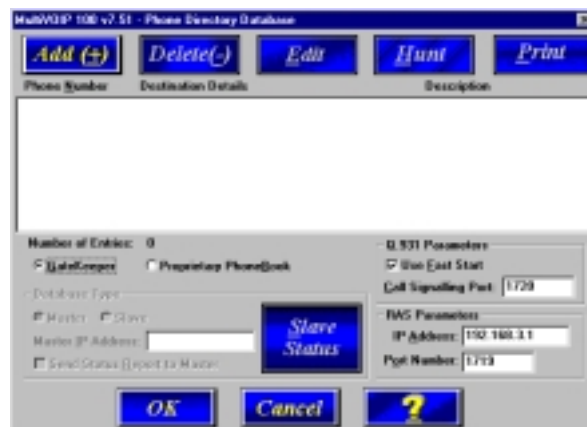 MultiVOIP 100 v7.51 - Phone Directory Database
Add (+) Delete(-) Edit Hunt Print
Phone Number Destination Details Description
Number of Entries: 0
GateKeeper Proprietary PhoneBook
Database Type
Master Slave
Master IP Address:
Send Status Report to Master
Slave Status
Q.931 Parameters
Use Fast Start
Call Signalling Port: 1720
RAS Parameters
IP Address: 192.168.3.1
Port Number: 1719
OK Cancel ?